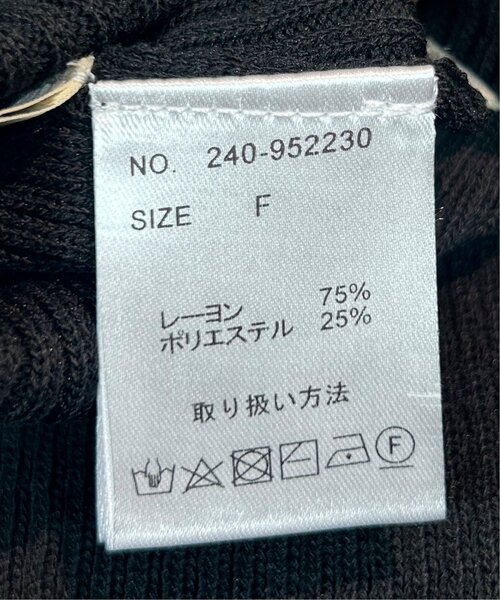 NO. 240-952230
SIZE F
レーヨン 75%
ポリエステル 25%
取り扱い方法
F